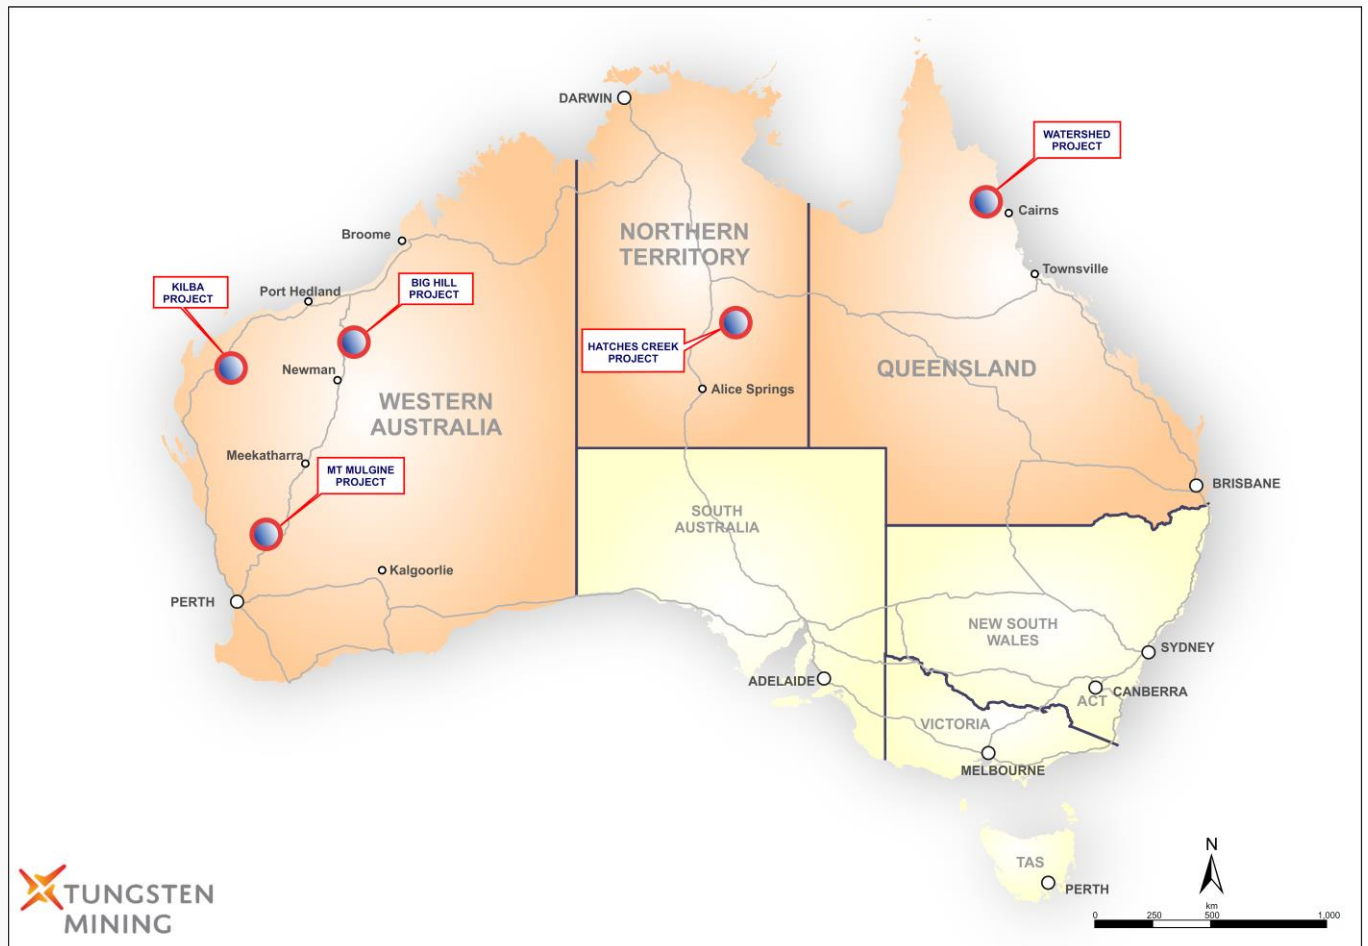 DARWIN
WATERSHED
PROJECT
Cairns
NORTHERN
TERRITORY
Broome
Townsville
KILBA
PROJECT
Port Hedland
BIG HILL
PROJECT
HATCHES CREEK
PROJECT
Newman
QUEENSLAND
Alice Springs
WESTERN
AUSTRALIA
Meekatharra
MT MULGINE
PROJECT
BRISBANE
SOUTH
AUSTRALIA
Kalgoorlie
PERTH
NEW SOUTH
WALES
SYDNEY
ADELAIDE
CANBERRA
ACT
VICTORIA
MELBOURNE
TAS
PERTH
N
km
0 250 500 1,000
TUNGSTEN
MINING